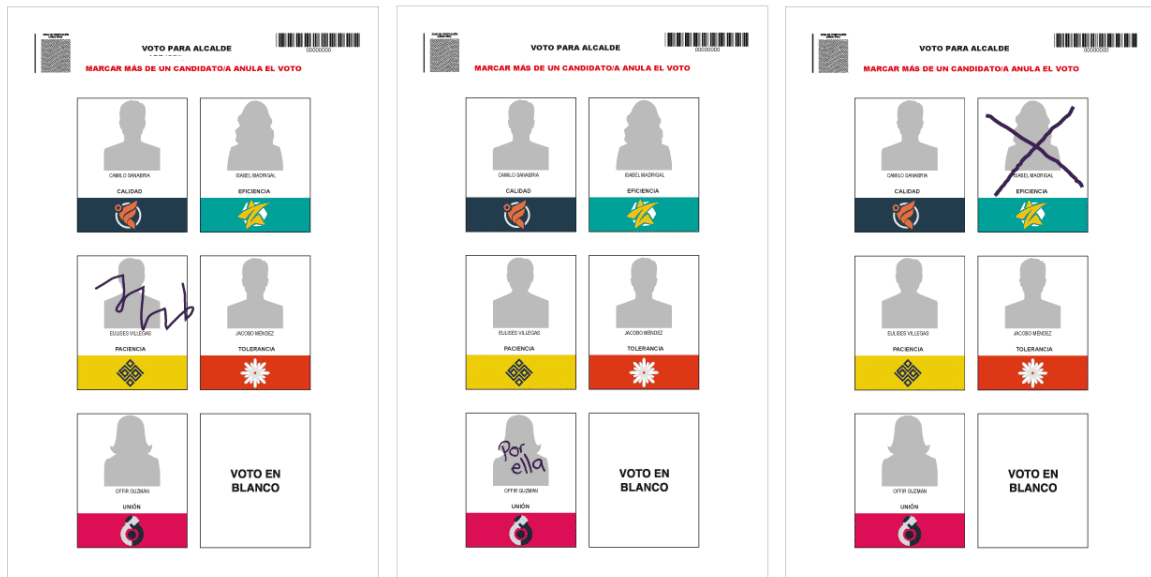 VOTO PARA ALCALDE
00000000
MARCAR MÁS DE UN CANDIDATO/A ANULA EL VOTO
CAMILO SANABRIA
ISABEL MADRIGAL
CALIDAD
EFICIENCIA
EULISES VILLEGAS
JACOBO MÉNDEZ
PACIENCIA
TOLERANCIA
OFFIR GUZMÁN
UNIÓN
VOTO EN
BLANCO
VOTO PARA ALCALDE
00000000
MARCAR MÁS DE UN CANDIDATO/A ANULA EL VOTO
CAMILO SANABRIA
ISABEL MADRIGAL
CALIDAD
EFICIENCIA
EULISES VILLEGAS
JACOBO MÉNDEZ
PACIENCIA
TOLERANCIA
Por
ella
OFFIR GUZMÁN
UNIÓN
VOTO EN
BLANCO
VOTO PARA ALCALDE
00000000
MARCAR MÁS DE UN CANDIDATO/A ANULA EL VOTO
CAMILO SANABRIA
ISABEL MADRIGAL
CALIDAD
EFICIENCIA
EULISES VILLEGAS
JACOBO MÉNDEZ
PACIENCIA
TOLERANCIA
OFFIR GUZMÁN
UNIÓN
VOTO EN
BLANCO